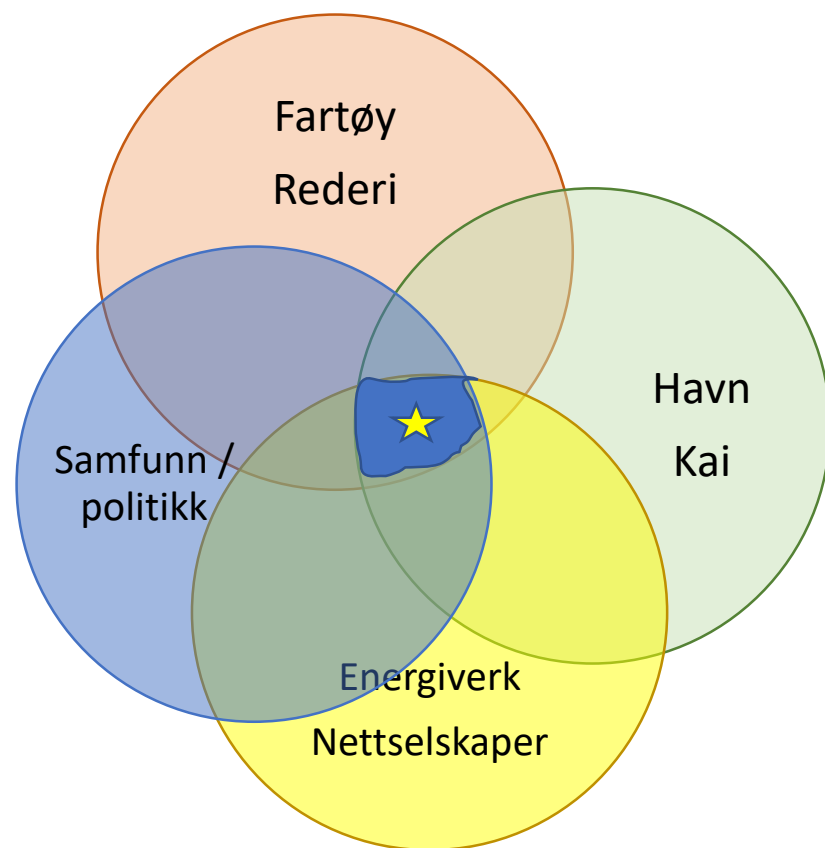 Fartøy
Rederi
Havn
Kai
Samfunn /
politikk
Energiverk
Nettselskaper